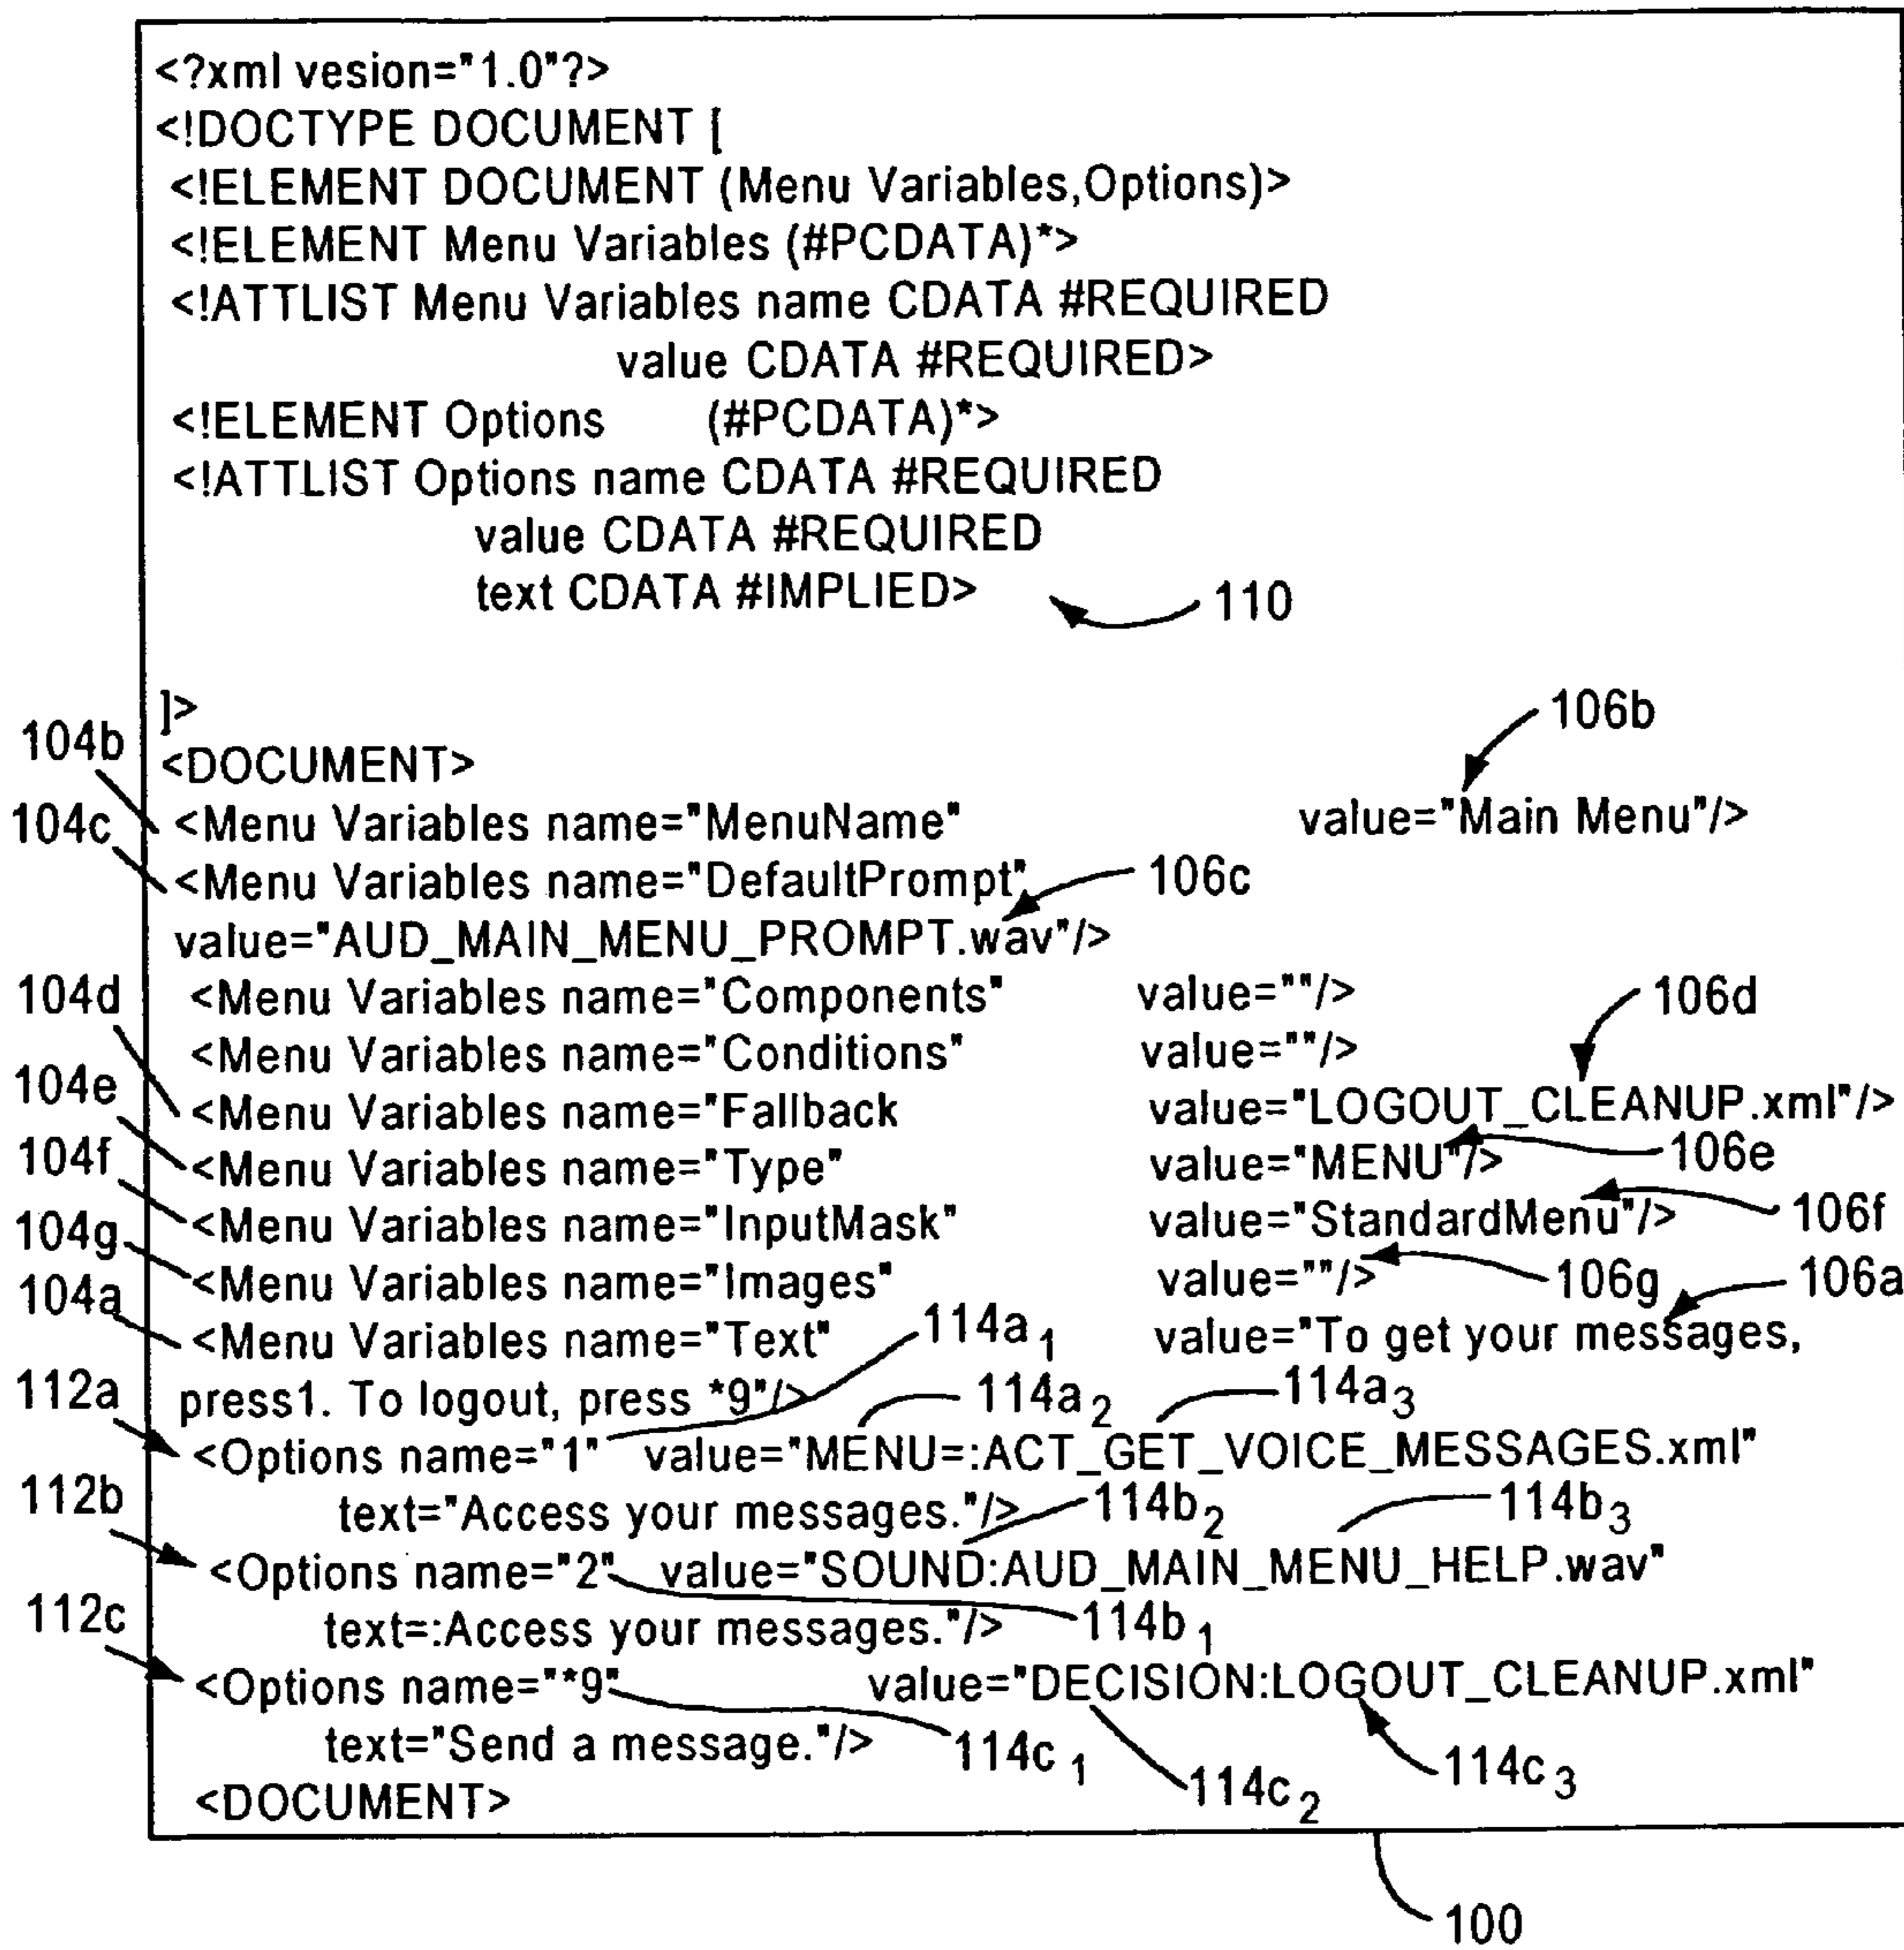 <?xml vesion="1.0"?>
<!DOCTYPE DOCUMENT [
<!ELEMENT DOCUMENT (Menu Variables,Options)>
<!ELEMENT Menu Variables (#PCDATA)*>
<!ATTLIST Menu Variables name CDATA #REQUIRED
value CDATA #REQUIRED>
<!ELEMENT Options (#PCDATA)*>
<!ATTLIST Options name CDATA #REQUIRED
value CDATA #REQUIRED
text CDATA #IMPLIED> 110
]> 106b
104b <DOCUMENT>
104c <Menu Variables name="MenuName" value="Main Menu"/>
<Menu Variables name="DefaultPrompt" 106c
value="AUD_MAIN_MENU_PROMPT.wav"/>
104d <Menu Variables name="Components" value=""/> 106d
<Menu Variables name="Conditions" value=""/>
104e <Menu Variables name="Fallback value="LOGOUT_CLEANUP.xml"/>
104f <Menu Variables name="Type" value="MENU"/> 106e
104g <Menu Variables name="InputMask" value="StandardMenu"/> 106f
104a <Menu Variables name="Images" value=""/> 106g 106a
<Menu Variables name="Text" 114a1 value="To get your messages,
112a press1. To logout, press *9"/> 114a2 114a3
<Options name="1" value="MENU=:ACT_GET_VOICE_MESSAGES.xml"
112b text="Access your messages."/> 114b2 114b3
<Options name="2" value="SOUND:AUD_MAIN_MENU_HELP.wav"
112c text=:Access your messages."/> 114b1
<Options name="*9" value="DECISION:LOGOUT_CLEANUP.xml"
text="Send a message."/> 114c1 114c2 114c3
<DOCUMENT>
100